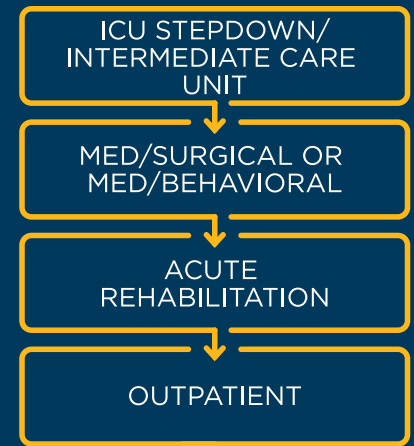 ICU STEPDOWN/
INTERMEDIATE CARE
UNIT
MED/SURGICAL OR
MED/BEHAVIORAL
ACUTE
REHABILITATION
OUTPATIENT